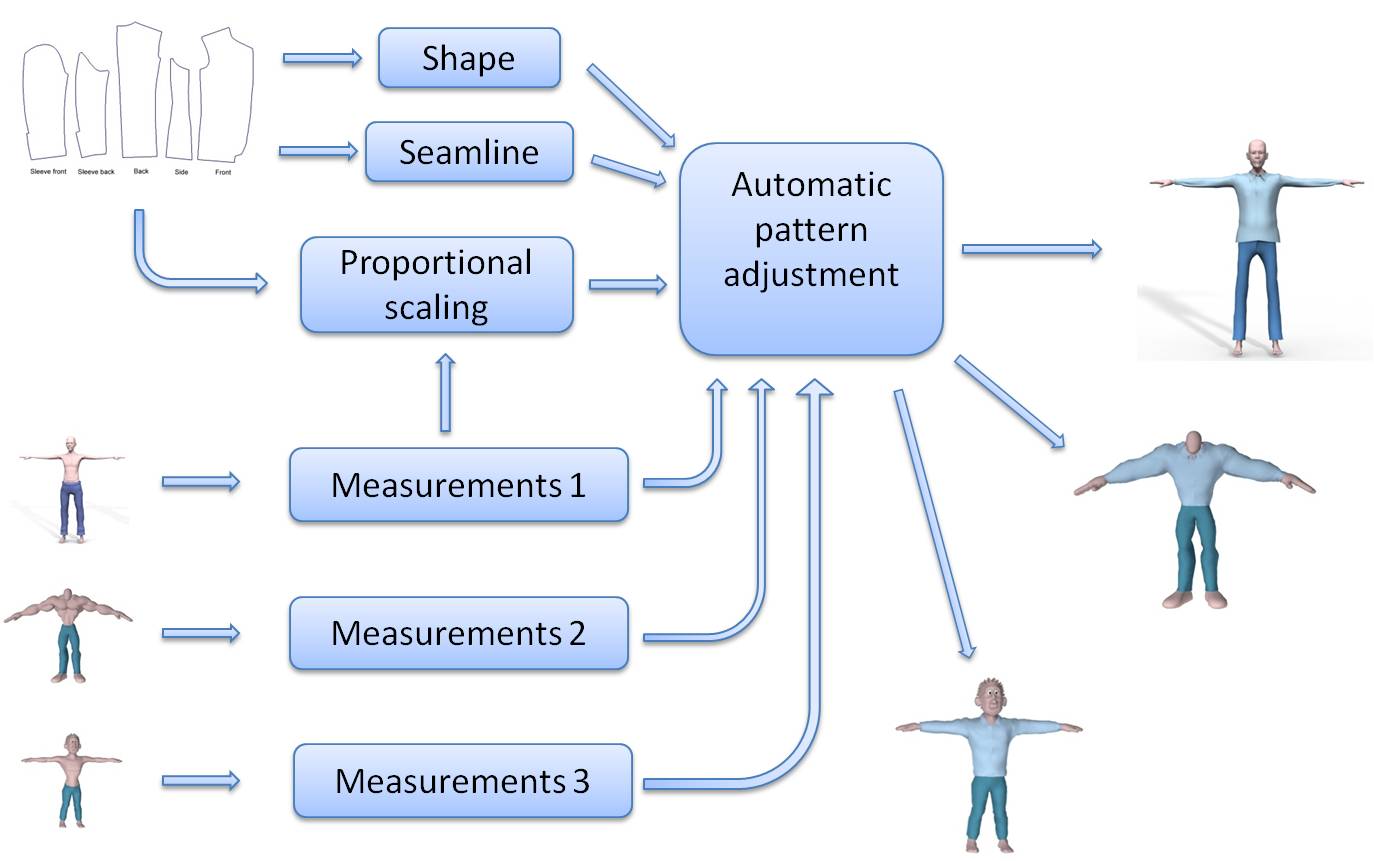 Shape
Seamline
Sleeve front
Sleeve back
Back
Side
Front
Automatic
pattern
adjustment
Proportional
scaling
Measurements 1
Measurements 2
Measurements 3